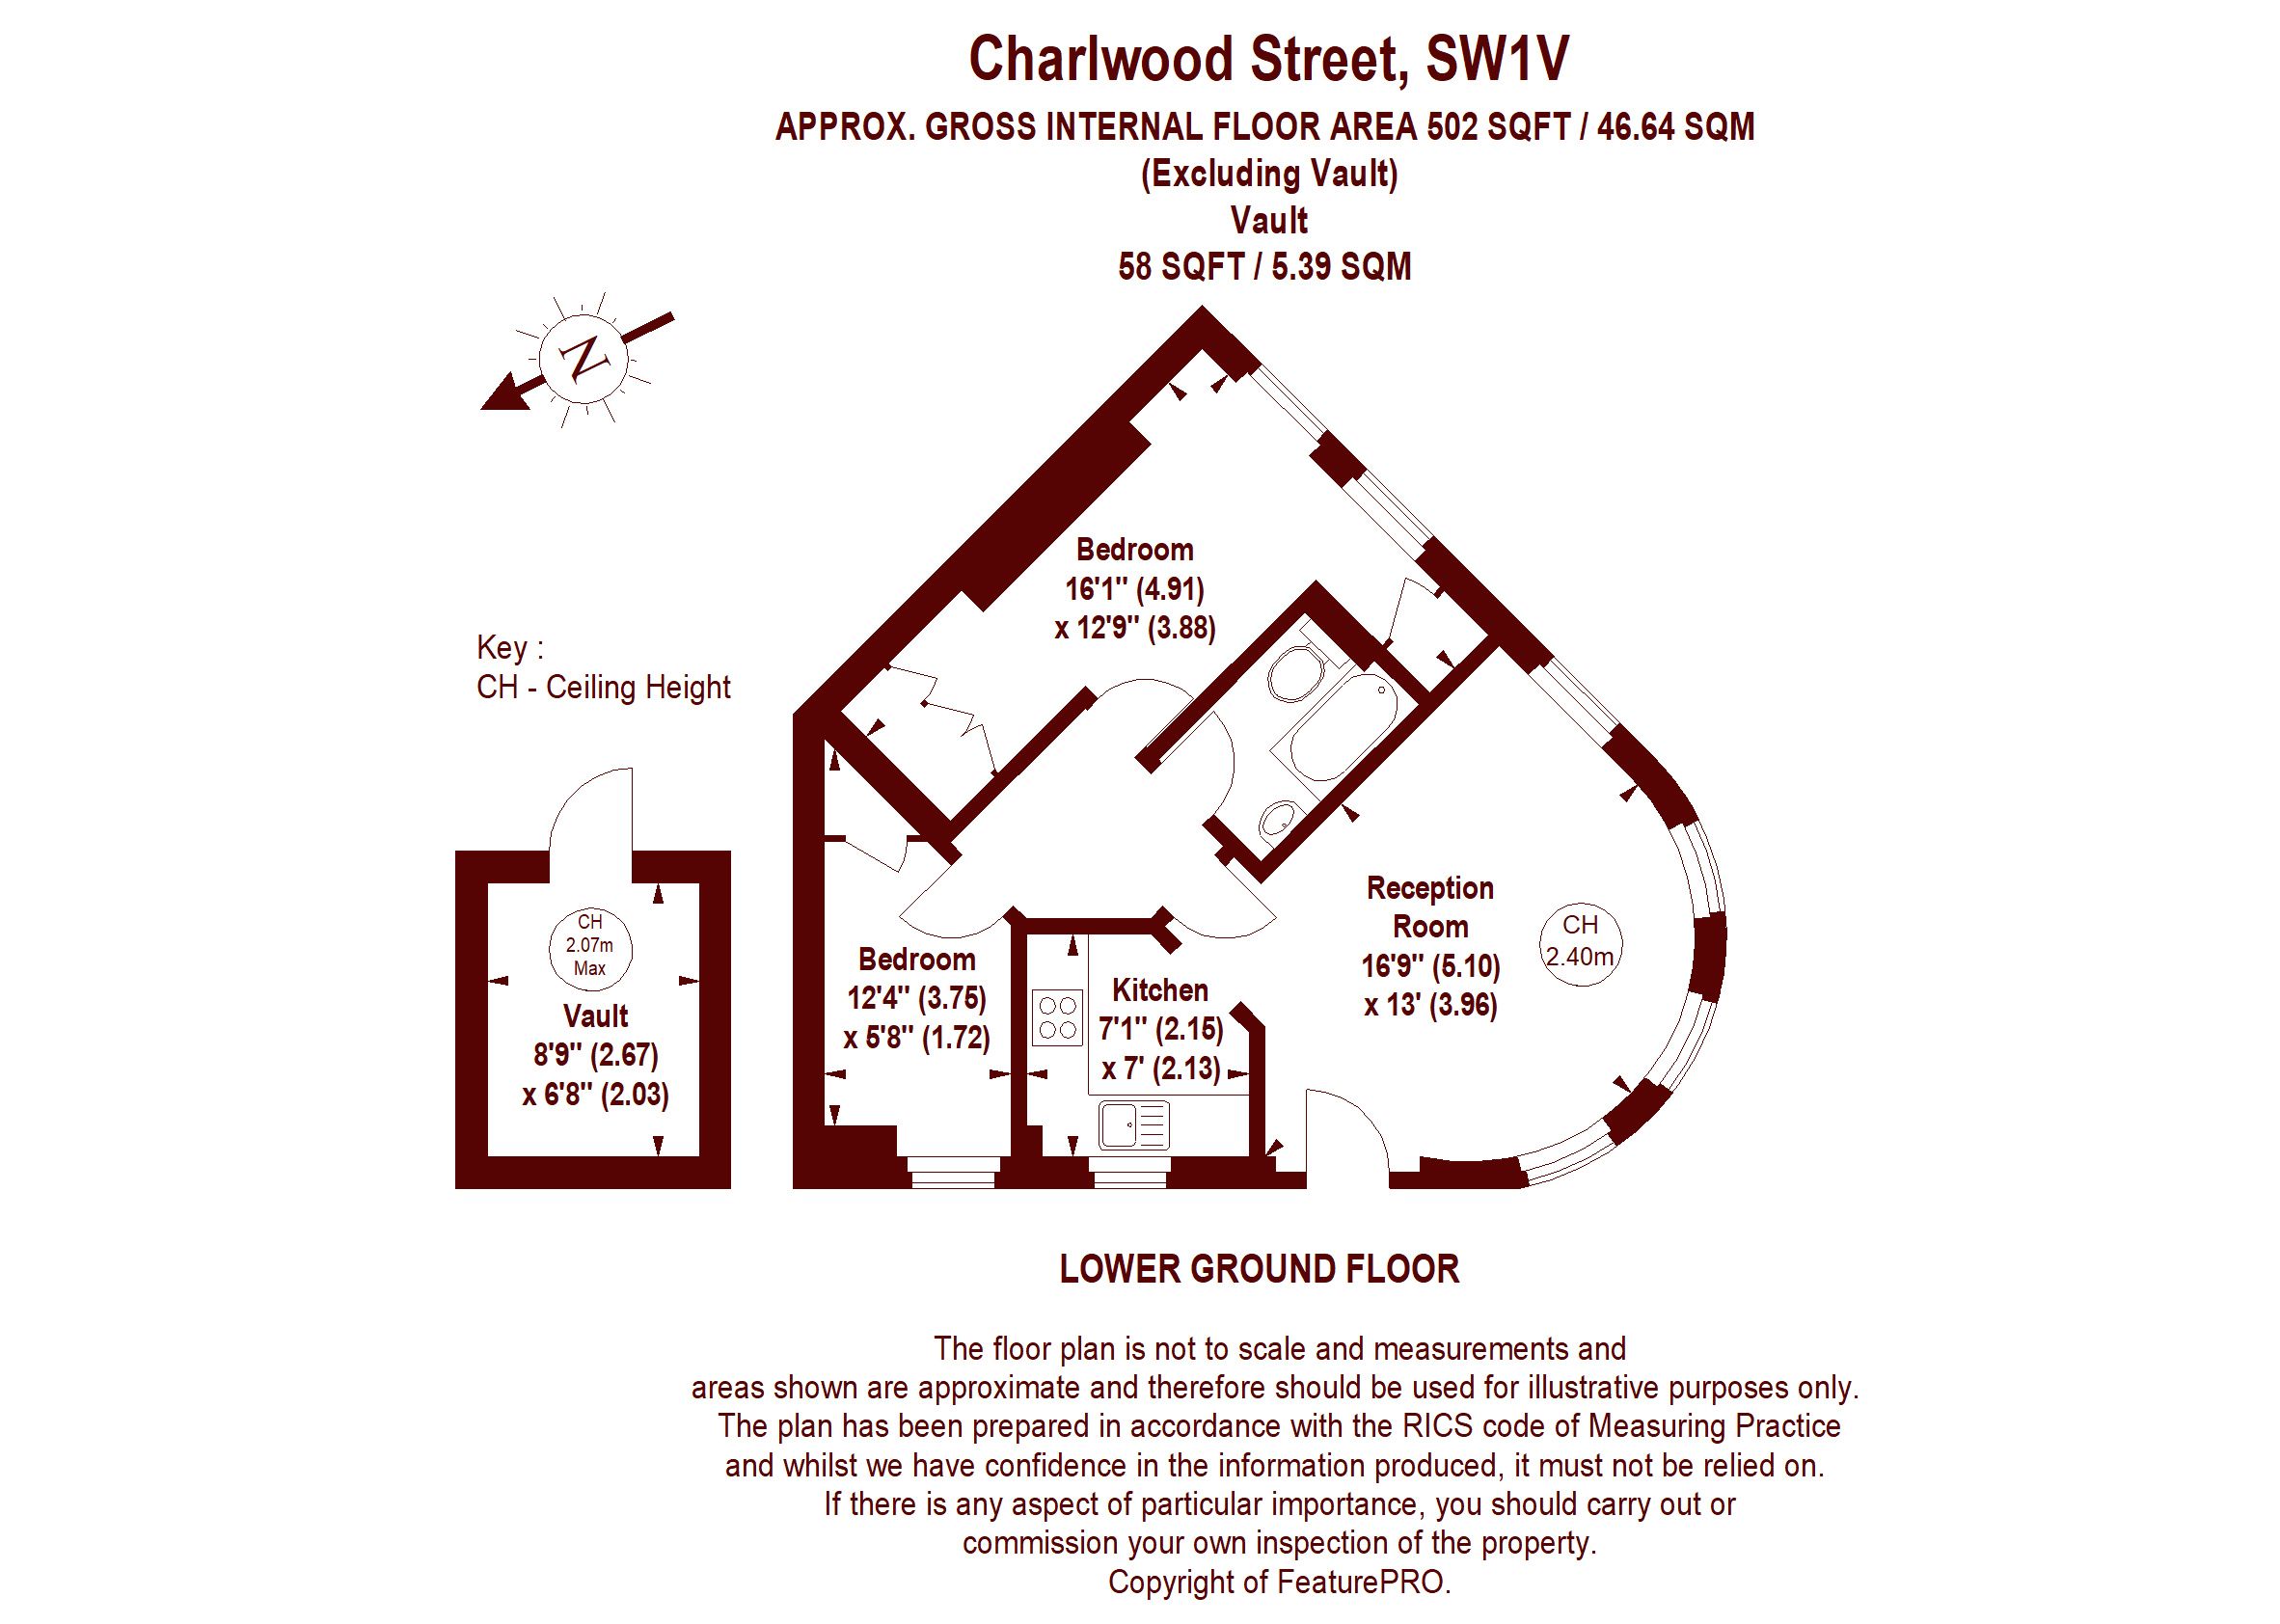 Charlwood Street, SW1V
APPROX. GROSS INTERNAL FLOOR AREA 502 SQFT / 46.64 SQM
(Excluding Vault)
Vault
58 SQFT / 5.39 SQM
N
Key :
CH - Ceiling Height
Bedroom
16'1" (4.91)
x 12'9" (3.88)
CH
2.07m
Max
Vault
8'9" (2.67)
x 6'8" (2.03)
Bedroom
12'4" (3.75)
x 5'8" (1.72)
Kitchen
7'1" (2.15)
x 7' (2.13)
Reception
Room
16'9" (5.10)
x 13' (3.96)
CH
2.40m
LOWER GROUND FLOOR
The floor plan is not to scale and measurements and
areas shown are approximate and therefore should be used for illustrative purposes only.
The plan has been prepared in accordance with the RICS code of Measuring Practice
and whilst we have confidence in the information produced, it must not be relied on.
If there is any aspect of particular importance, you should carry out or
commission your own inspection of the property.
Copyright of FeaturePRO.